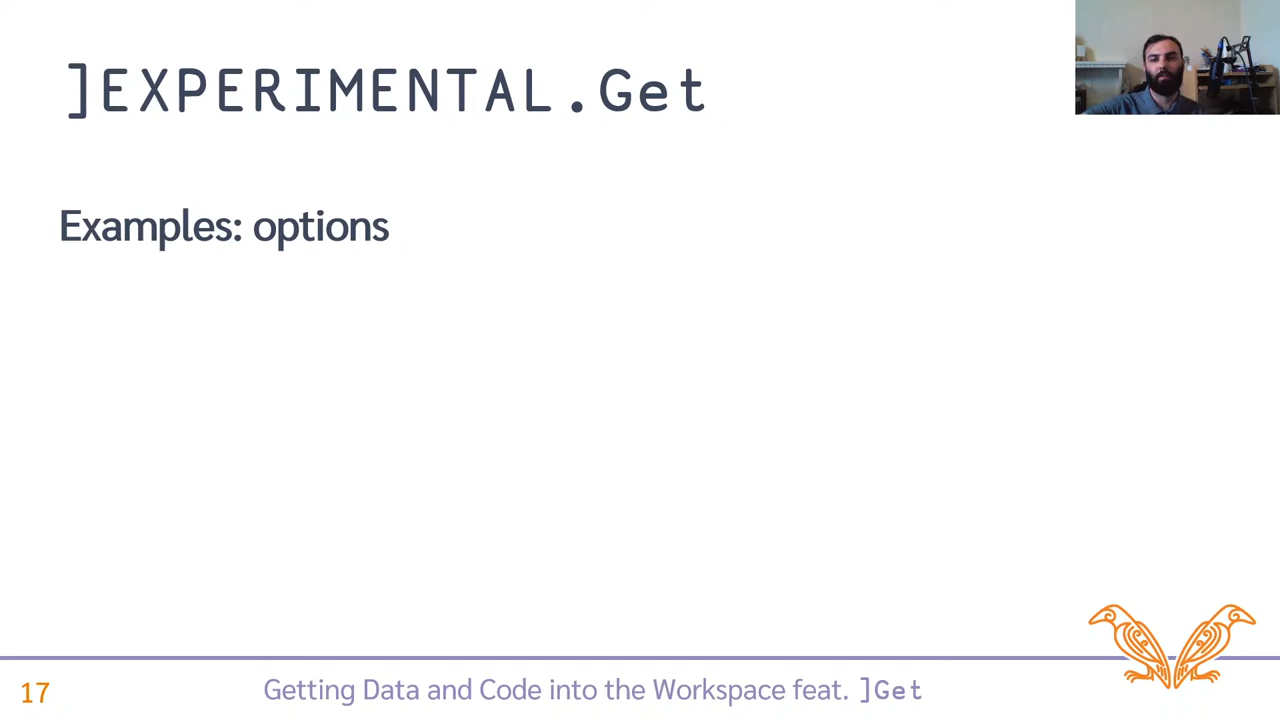 ]EXPERIMENTAL.Get
Examples: options
17
Getting Data and Code into the Workspace feat. ]Get